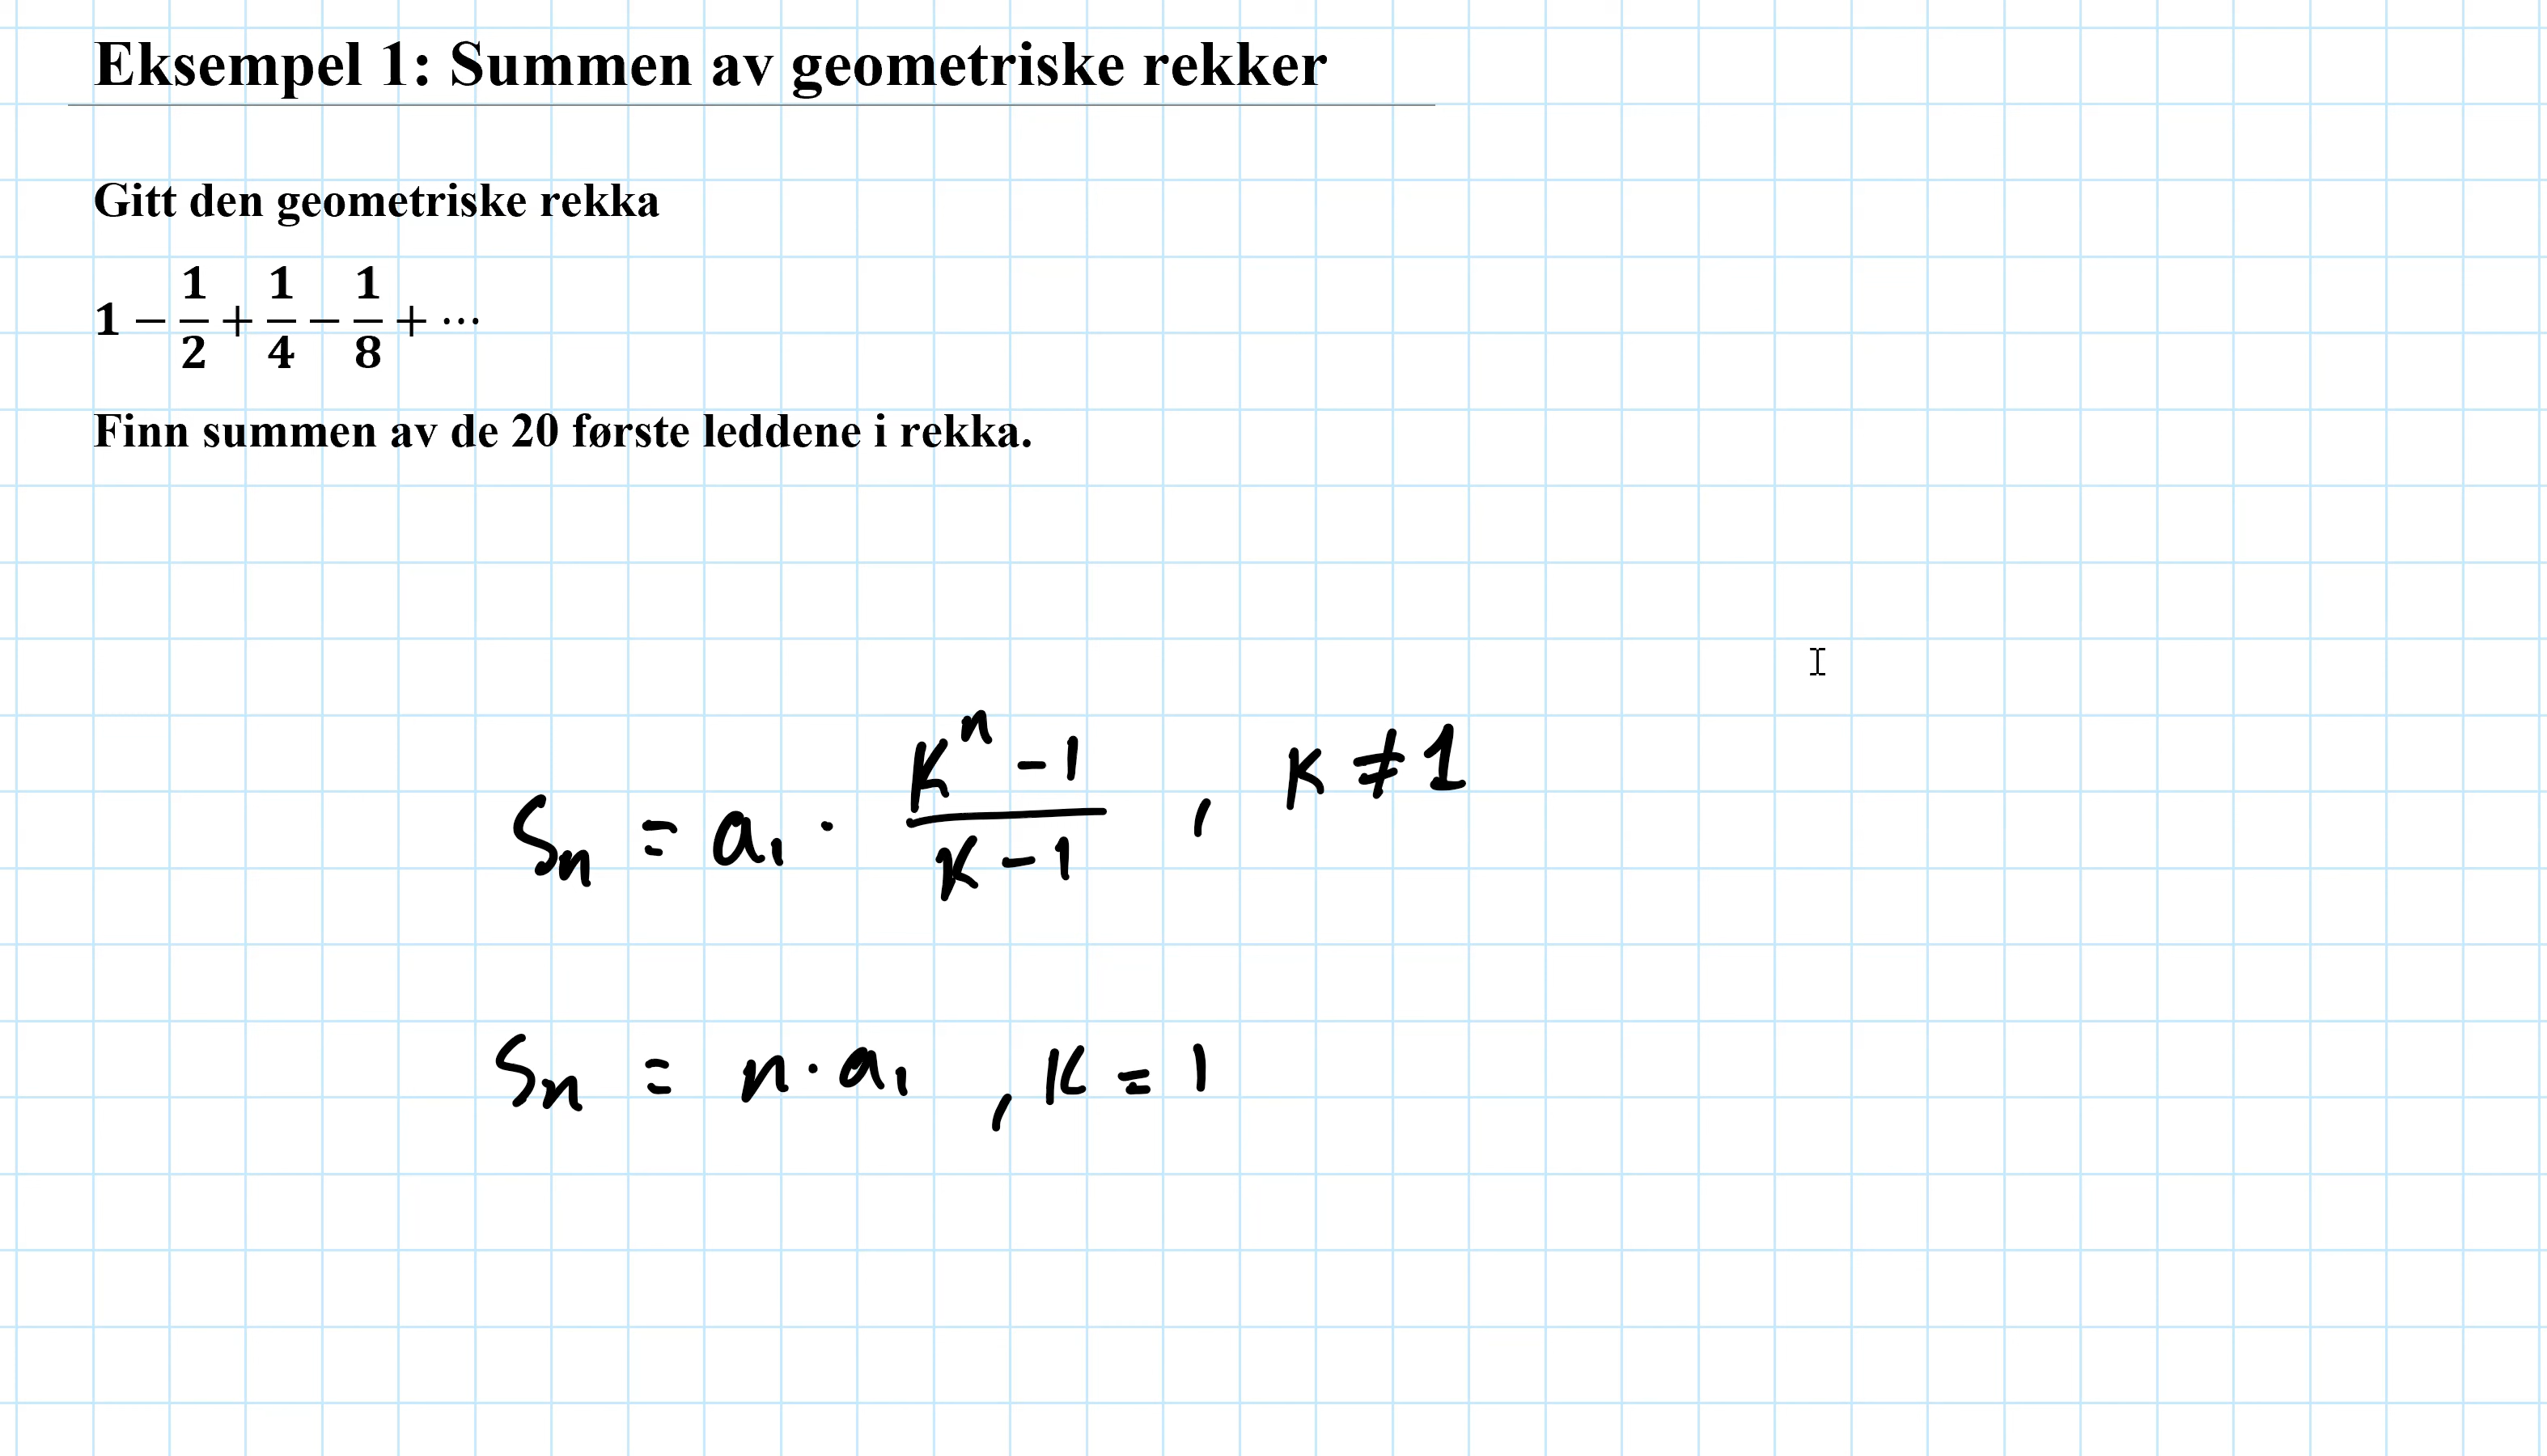 Eksempel 1: Summen av geometriske rekker
Gitt den geometriske rekka
1 − 1/2 + 1/4 − 1/8 + ⋯
Finn summen av de 20 første leddene i rekka.
Sₙ = a₁ · (kⁿ − 1)/(k − 1) , k ≠ 1
Sₙ = n · a₁ , k = 1